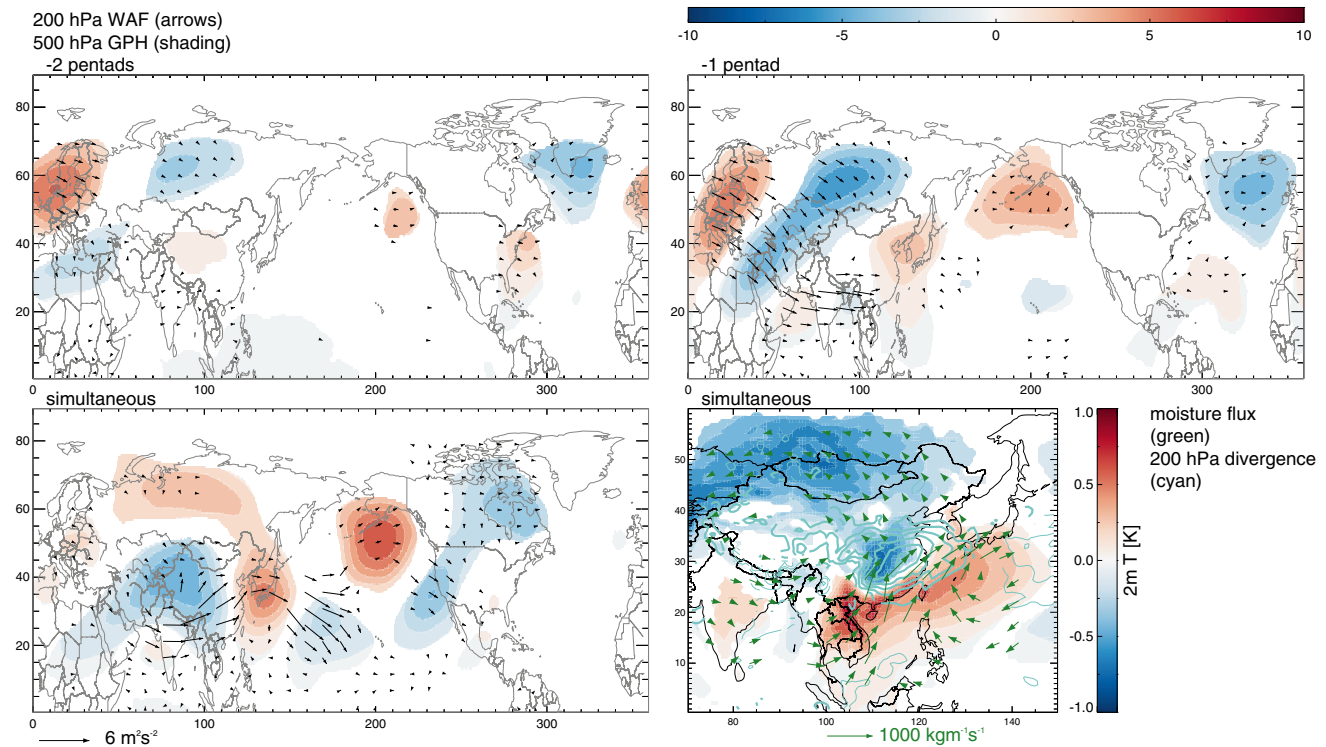 200 hPa WAF (arrows)
500 hPa GPH (shading)
-10 -5 0 5 10
-2 pentads
-1 pentad
80
60
40
20
0 100 200 300
80
60
40
20
0 100 200 300
simultaneous
simultaneous
80
60
40
20
0 100 200 300
6 m²s⁻²
50
40
30
20
10
80 100 120 140
1000 kgm⁻¹s⁻¹
1.0
0.5
0.0
-0.5
-1.0
2m T [K]
moisture flux
(green)
200 hPa divergence
(cyan)